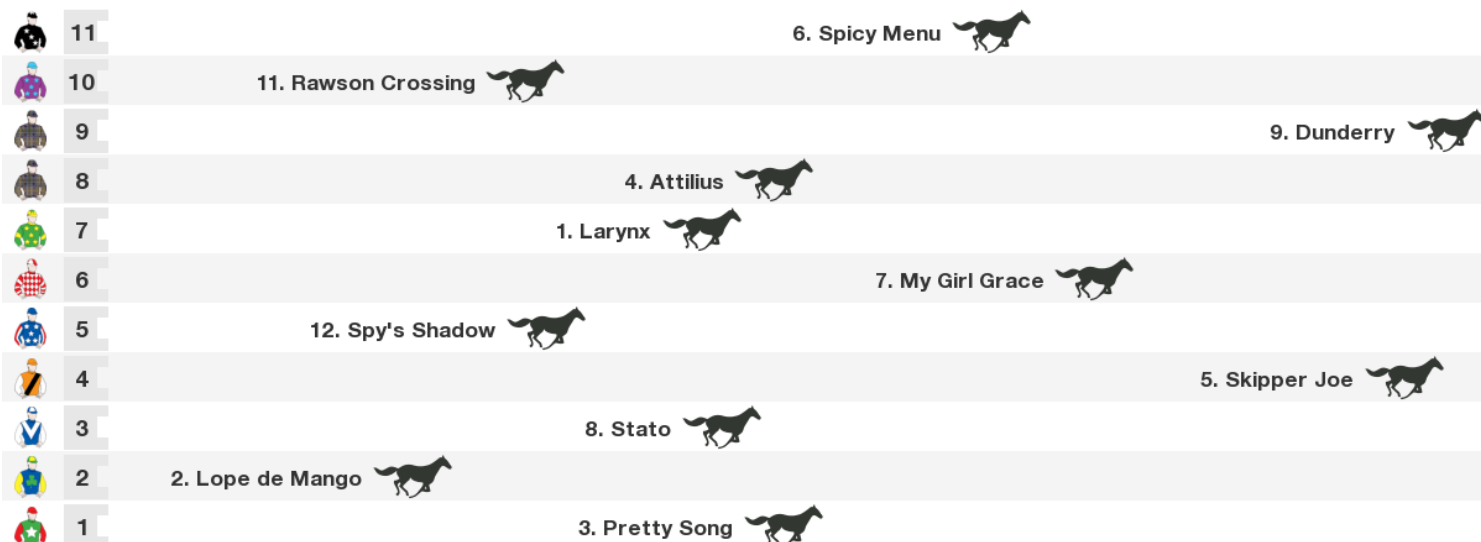 11 6. Spicy Menu
10 11. Rawson Crossing
9 9. Dunderry
8 4. Attilius
7 1. Larynx
6 7. My Girl Grace
5 12. Spy's Shadow
4 5. Skipper Joe
3 8. Stato
2 2. Lope de Mango
1 3. Pretty Song